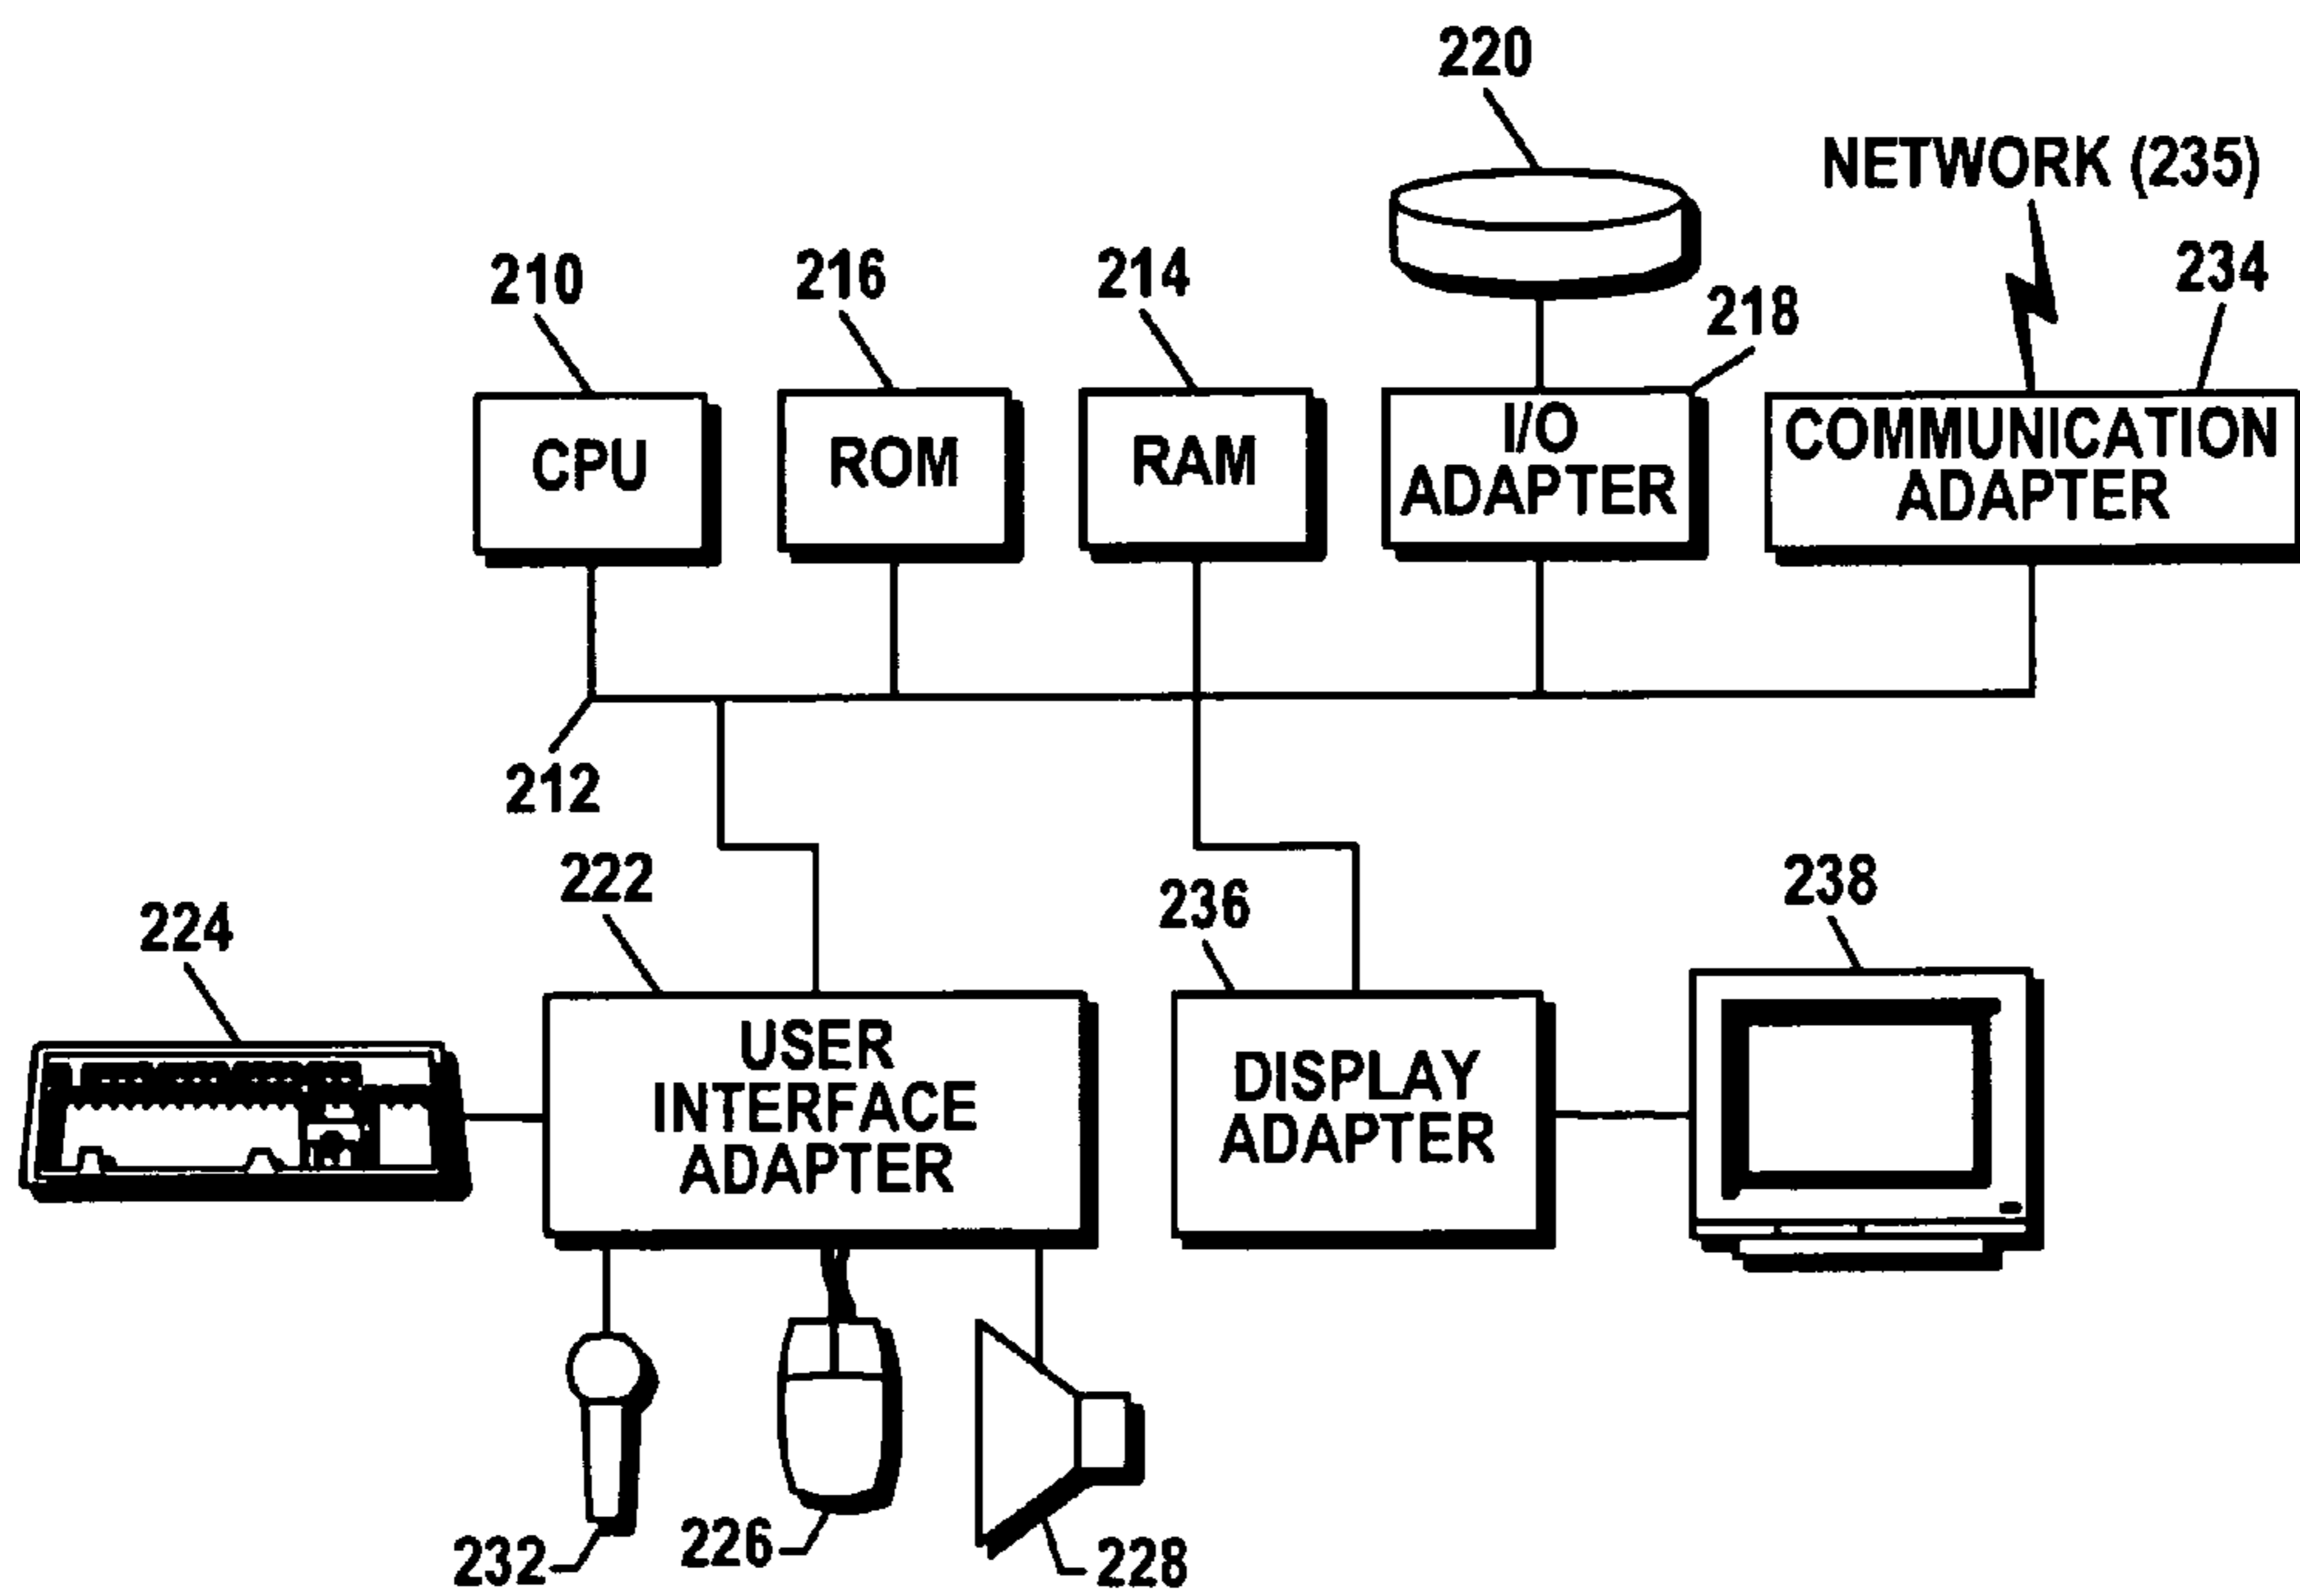 220
NETWORK (235)
210
216
214
218
234
CPU
ROM
RAM
I/O
ADAPTER
COMMUNICATION
ADAPTER
212
222
236
238
224
USER
INTERFACE
ADAPTER
DISPLAY
ADAPTER
232
226
228